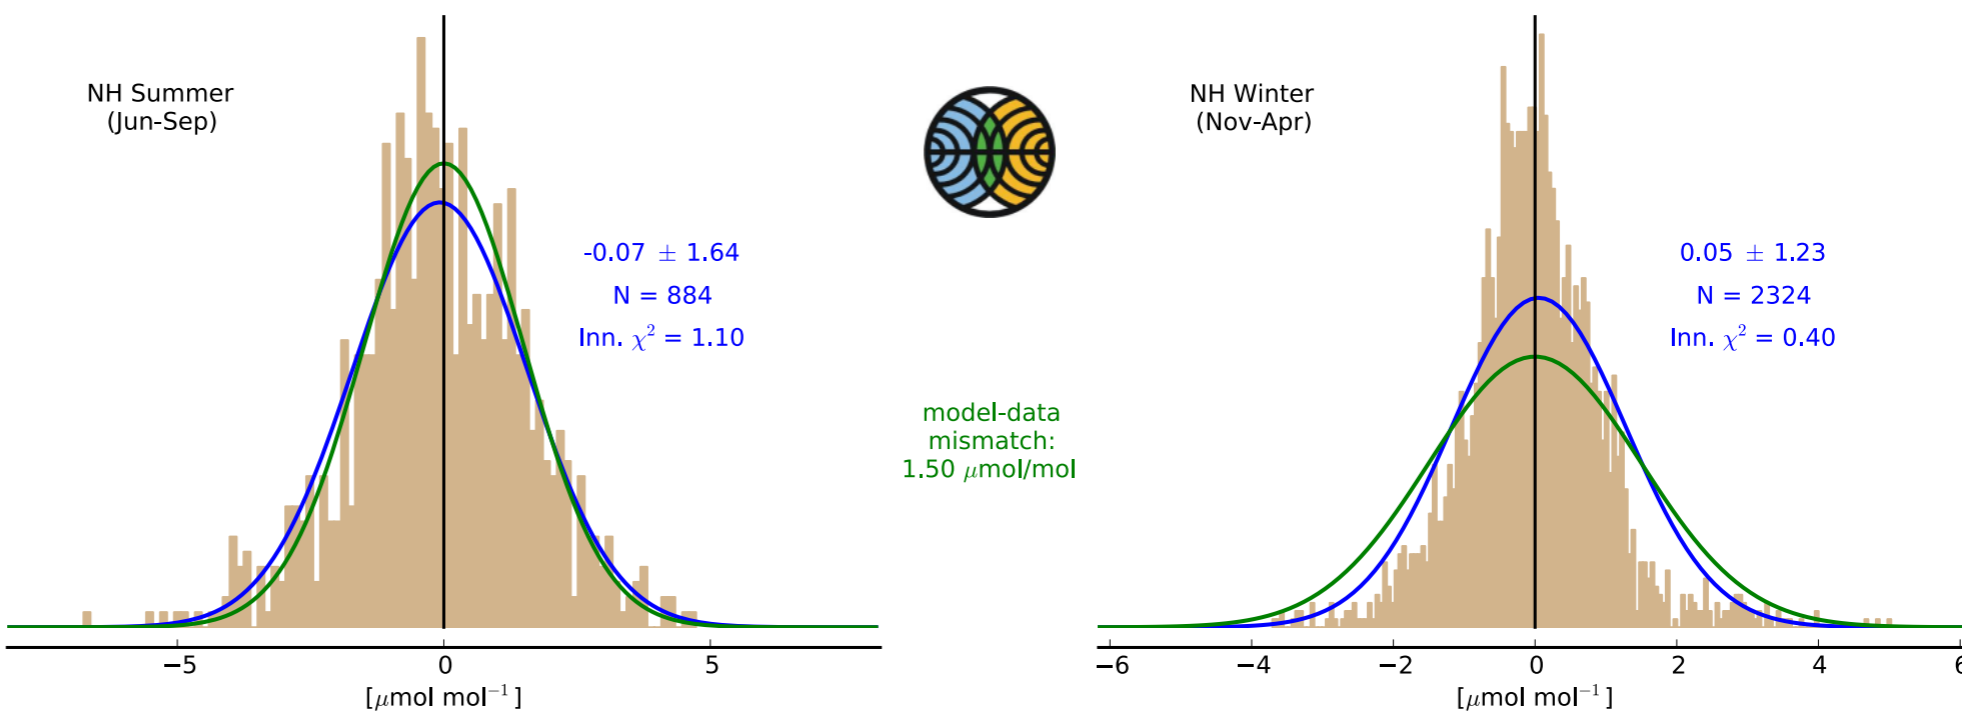 NH Summer
(Jun-Sep)
-0.07 ± 1.64
N = 884
Inn. χ² = 1.10
−5
0
5
[μmol mol⁻¹]
model-data
mismatch:
1.50 μmol/mol
NH Winter
(Nov-Apr)
0.05 ± 1.23
N = 2324
Inn. χ² = 0.40
−6
−4
−2
0
2
4
6
[μmol mol⁻¹]